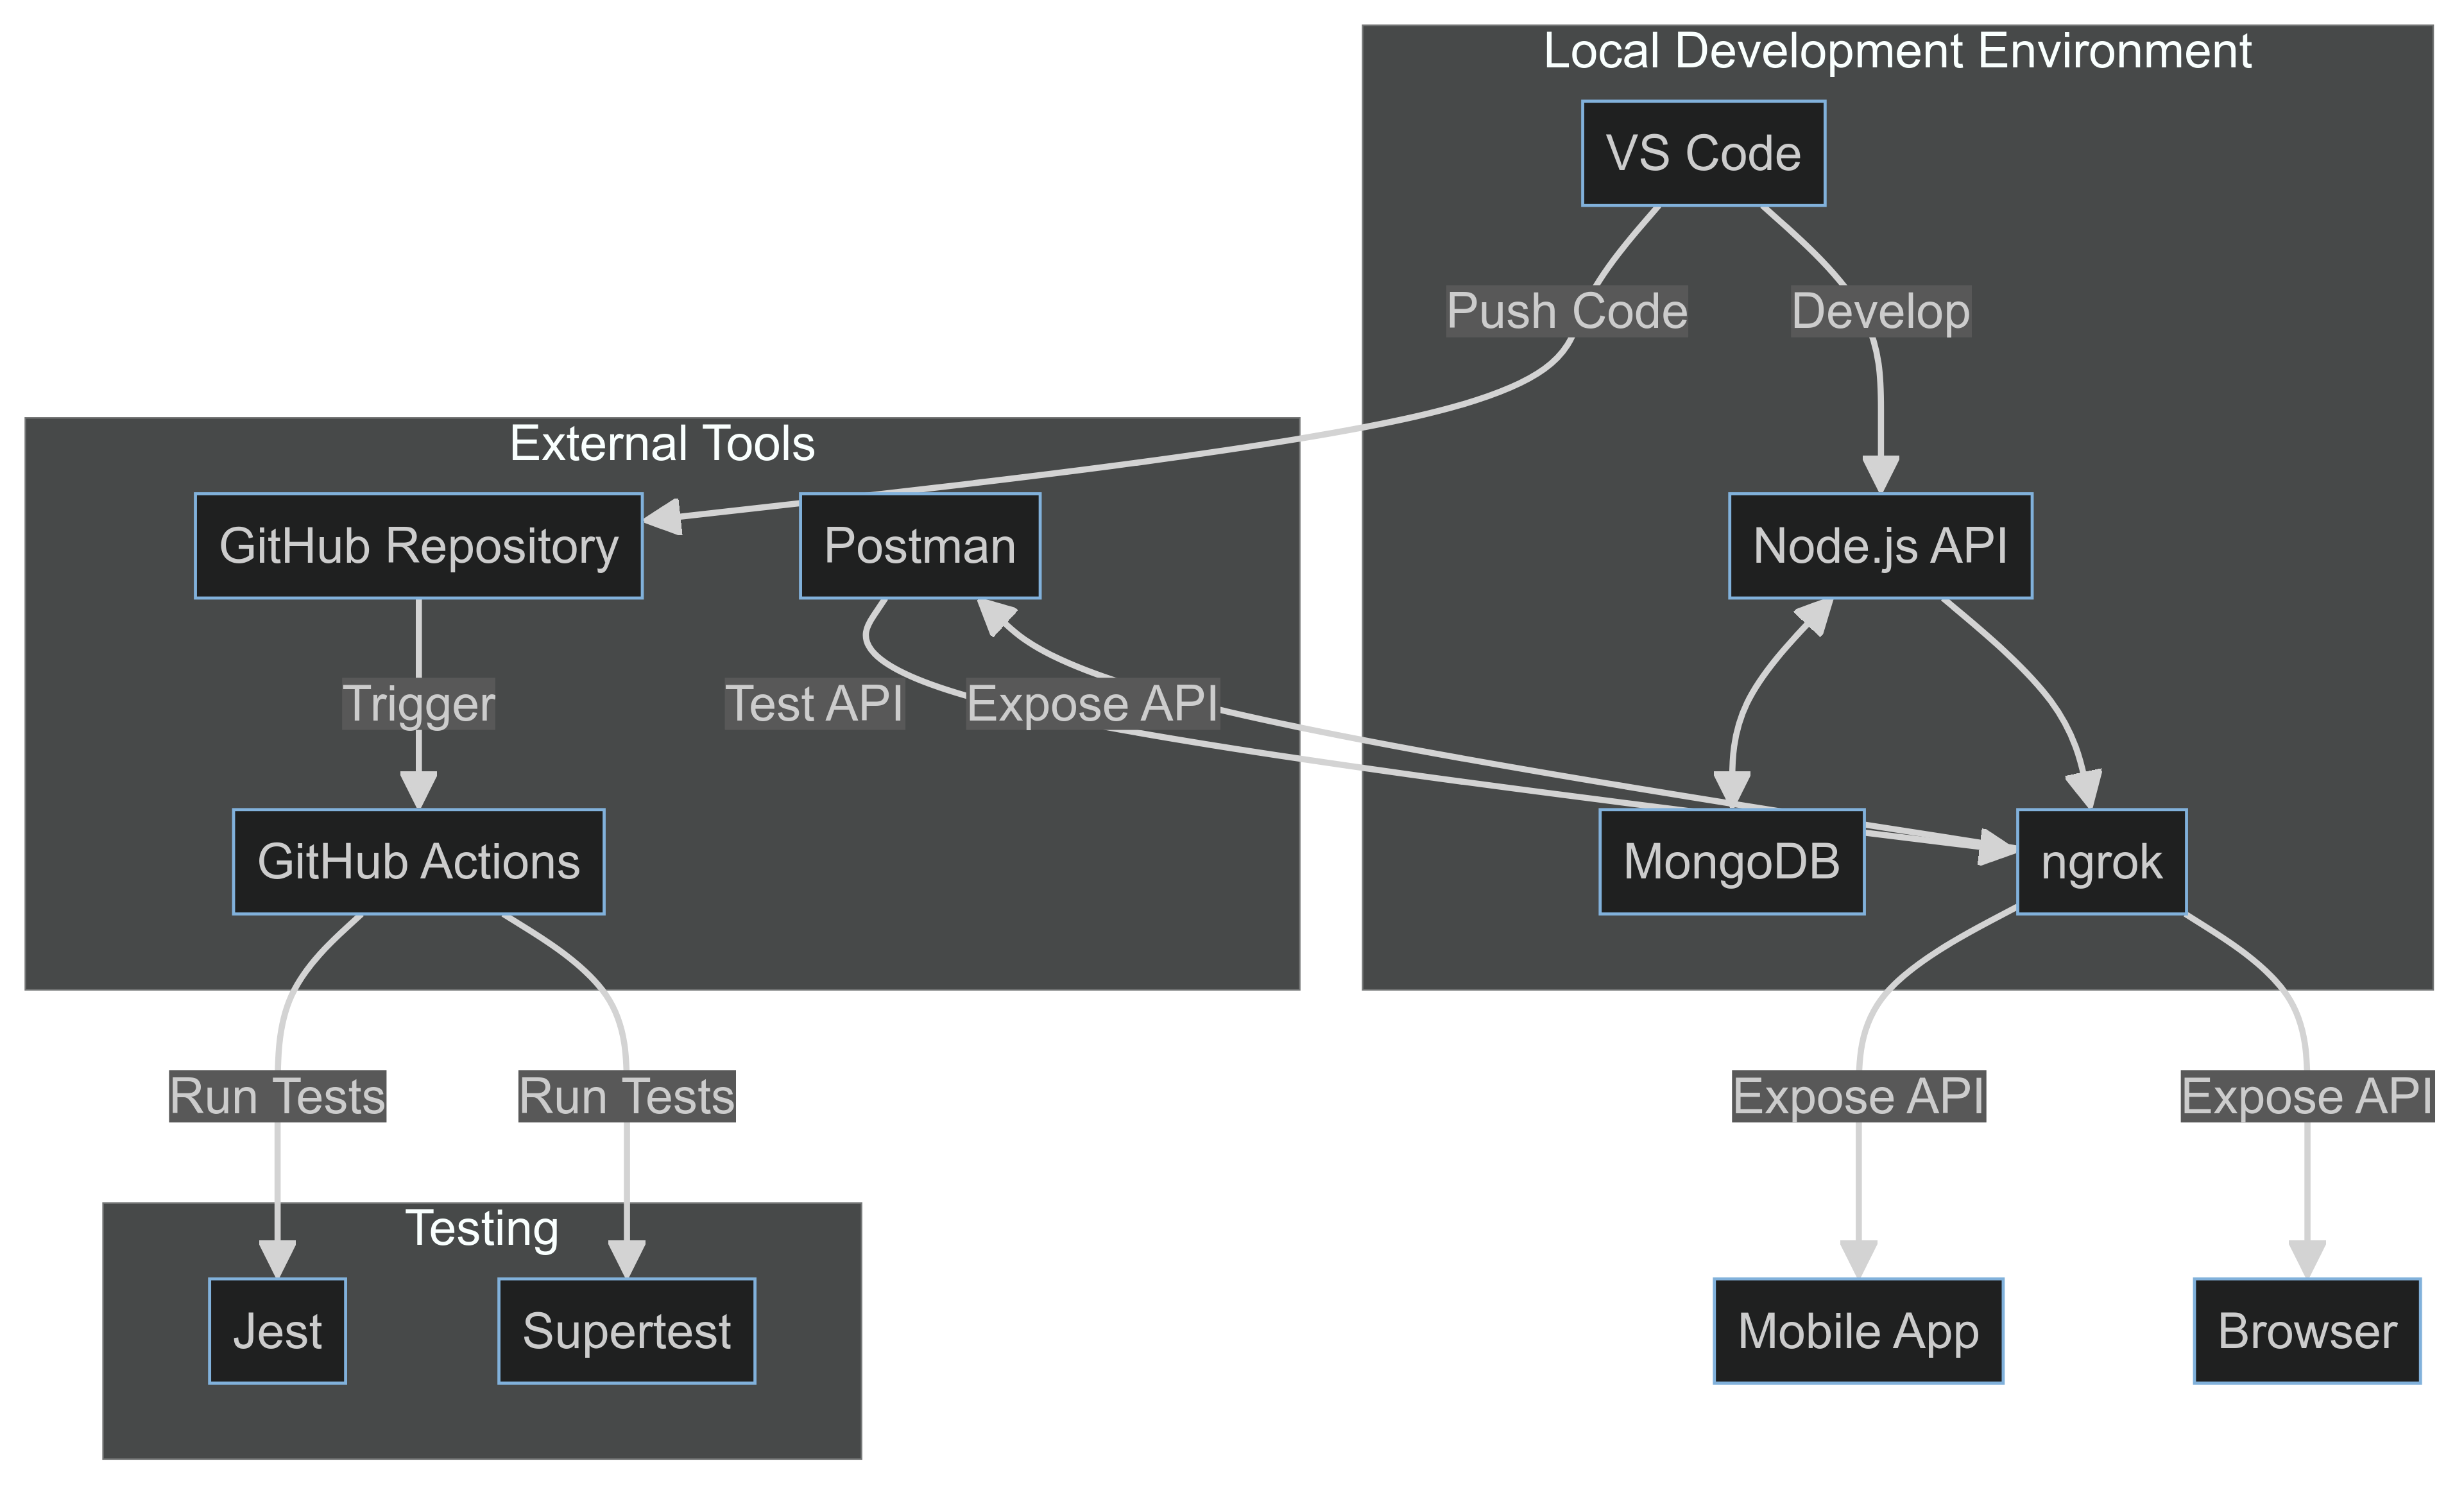 Local Development Environment
VS Code
Push Code
Develop
External Tools
GitHub Repository
Postman
Node.js API
Trigger
Test API
Expose API
GitHub Actions
MongoDB
ngrok
Run Tests
Run Tests
Expose API
Expose API
Testing
Jest
Supertest
Mobile App
Browser